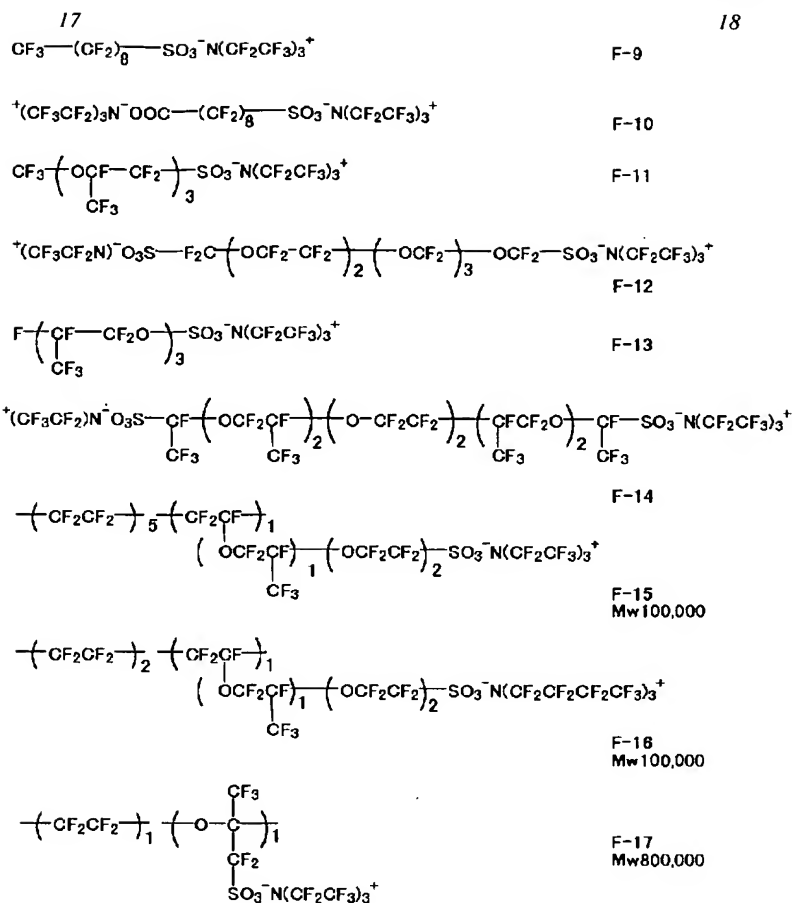 17 18
CF3—(CF2)8—SO3-N(CF2CF3)3+ F-9
+(CF3CF2)3N-OOC—(CF2)8—SO3-N(CF2CF3)3+ F-10
CF3-(OCF—CF2)3-SO3-N(CF2CF3)3+ F-11
CF3
+(CF3CF2N)-O3S—F2C-(OCF2-CF2)2-(OCF2)3-OCF2—SO3-N(CF2CF3)3+
F-12
F-(CF—CF2O)3-SO3-N(CF2CF3)3+ F-13
CF3
+(CF3CF2)N-O3S—CF-(OCF2CF)2-(O—CF2CF2)2-(CFCF2O)2-CF—SO3-N(CF2CF3)3+
CF3 CF3 CF3 CF3
F-14
-(CF2CF2)5-(CF2CF)1
(OCF2CF)1-(OCF2CF2)2-SO3-N(CF2CF3)3+
CF3
F-15
Mw100,000
-(CF2CF2)2-(CF2CF)1
(OCF2CF)1-(OCF2CF2)2-SO3-N(CF2CF2CF2CF3)3+
CF3
F-16
Mw100,000
CF3
-(CF2CF2)1-(O—C)1
CF2
SO3-N(CF2CF3)3+
F-17
Mw800,000